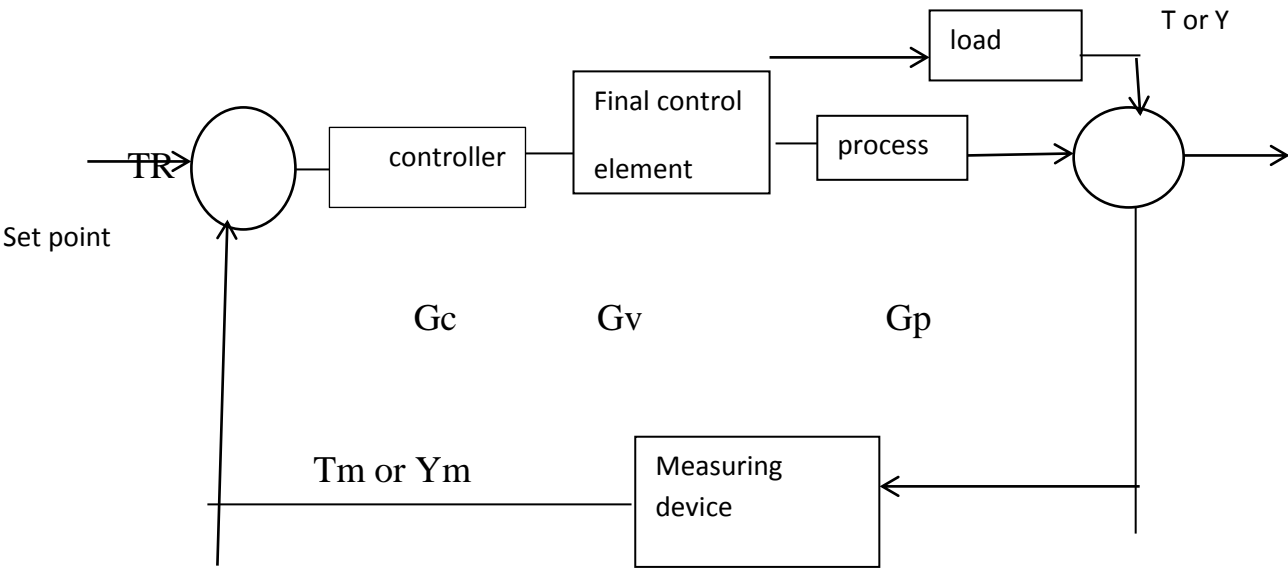 T or Y
load
Final control
element
controller
process
TR
Set point
Gc Gv Gp
Tm or Ym
Measuring
device